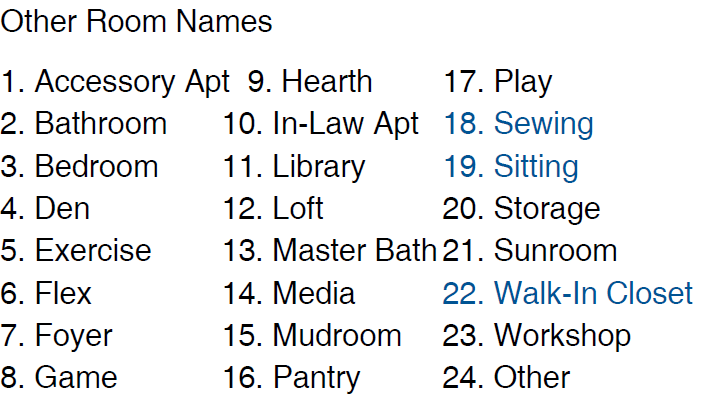 Other Room Names
1. Accessory Apt 9. Hearth 17. Play
2. Bathroom 10. In-Law Apt 18. Sewing
3. Bedroom 11. Library 19. Sitting
4. Den 12. Loft 20. Storage
5. Exercise 13. Master Bath 21. Sunroom
6. Flex 14. Media 22. Walk-In Closet
7. Foyer 15. Mudroom 23. Workshop
8. Game 16. Pantry 24. Other